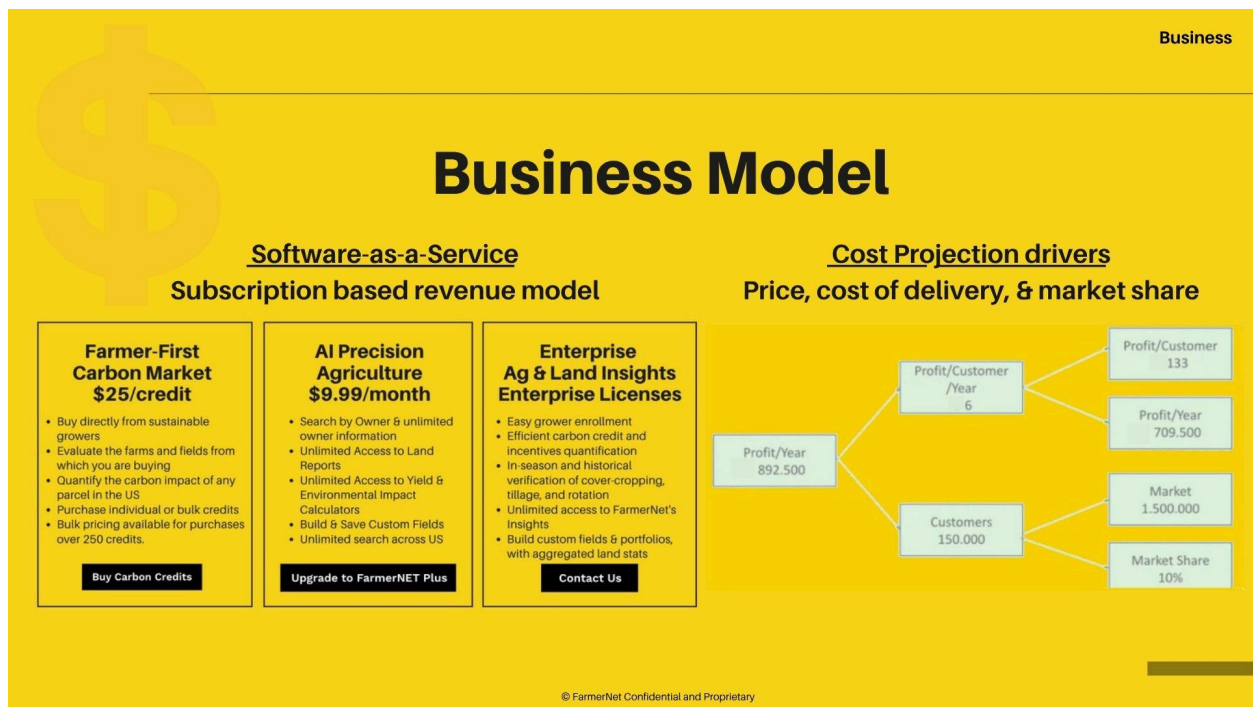 Business
Business Model
Software-as-a-Service
Subscription based revenue model
Farmer-First
Carbon Market
$25/credit
• Buy directly from sustainable
growers
• Evaluate the farms and fields from
which you are buying
• Quantify the carbon impact of any
parcel in the US
• Purchase individual or bulk credits
• Bulk pricing available for purchases
over 250 credits.
Buy Carbon Credits
AI Precision
Agriculture
$9.99/month
• Search by Owner & unlimited
owner information
• Unlimited Access to Land
Reports
• Unlimited Access to Yield &
Environmental Impact
Calculators
• Build & Save Custom Fields
• Unlimited search across US
Upgrade to FarmerNET Plus
Enterprise
Ag & Land Insights
Enterprise Licenses
• Easy grower enrollment
• Efficient carbon credit and
incentives quantification
• In-season and historical
verification of cover-cropping,
tillage, and rotation
• Unlimited access to FarmerNet's
Insights
• Build custom fields & portfolios,
with aggregated land stats
Contact Us
Cost Projection drivers
Price, cost of delivery, & market share
Profit/Year
892.500
Profit/Customer
/Year
6
Customers
150.000
Profit/Customer
133
Profit/Year
709.500
Market
1.500.000
Market Share
10%
© FarmerNet Confidential and Proprietary
$